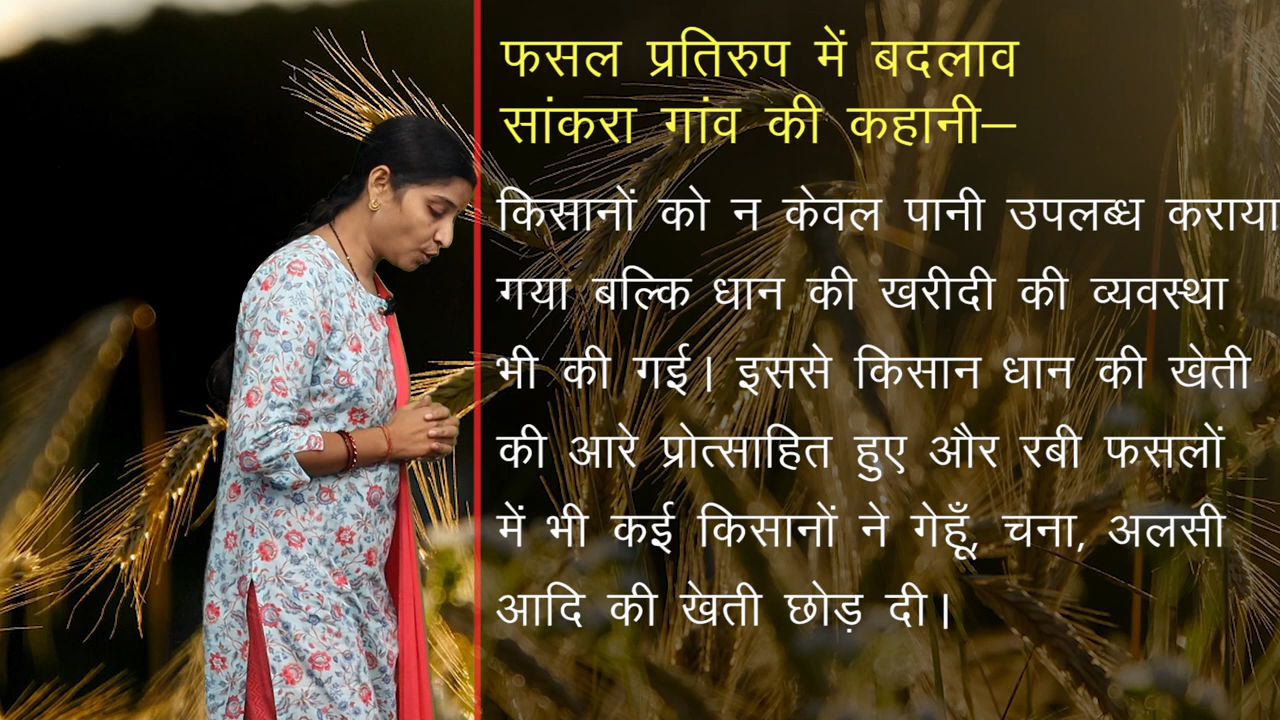 फसल प्रतिरुप में बदलाव
सांकरा गांव की कहानी–
किसानों को न केवल पानी उपलब्ध कराया
गया बल्कि धान की खरीदी की व्यवस्था
भी की गई। इससे किसान धान की खेती
की आरे प्रोत्साहित हुए और रबी फसलों
में भी कई किसानों ने गेहूँ, चना, अलसी
आदि की खेती छोड़ दी।